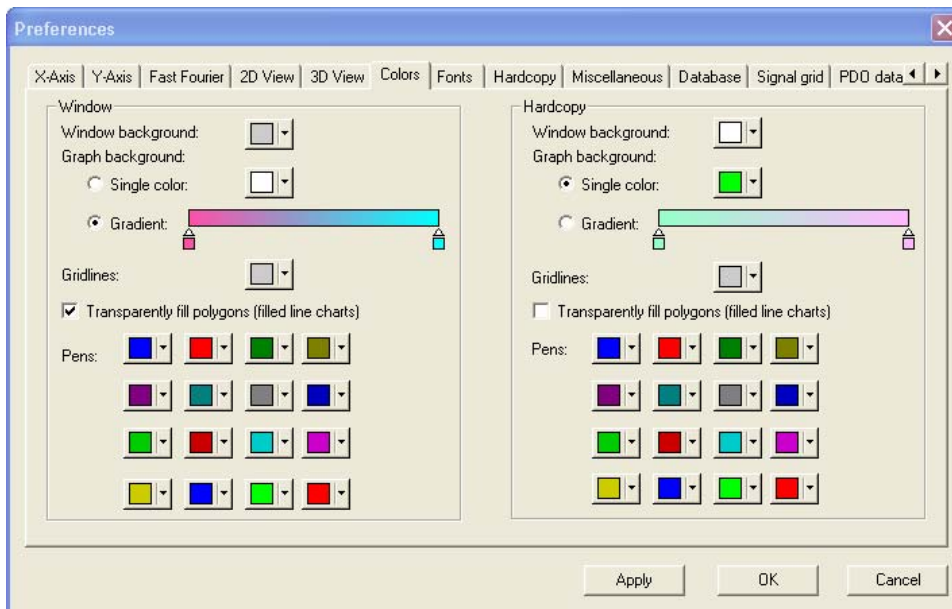 Preferences
X-Axis Y-Axis Fast Fourier 2D View 3D View Colors Fonts Hardcopy Miscellaneous Database Signal grid PDO data
Window
Window background:
Graph background:
Single color:
Gradient:
Gridlines:
Transparently fill polygons (filled line charts)
Pens:
Hardcopy
Window background:
Graph background:
Single color:
Gradient:
Gridlines:
Transparently fill polygons (filled line charts)
Pens:
Apply OK Cancel